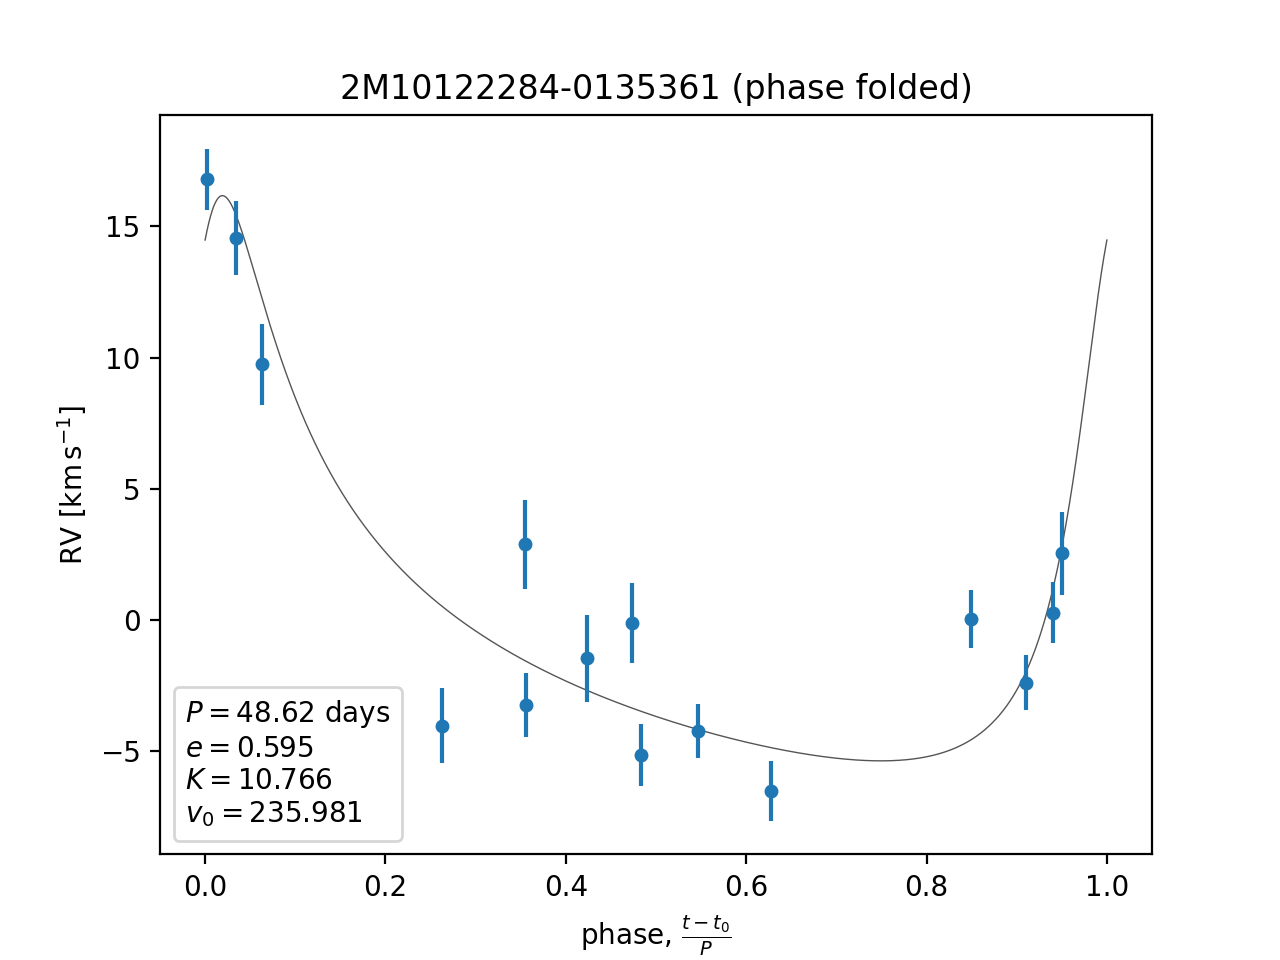 2M10122284-0135361 (phase folded)
RV [km s⁻¹]
15
10
5
0
−5
P = 48.62 days
e = 0.595
K = 10.766
v₀ = 235.981
0.0 0.2 0.4 0.6 0.8 1.0
phase, (t − t₀)/P